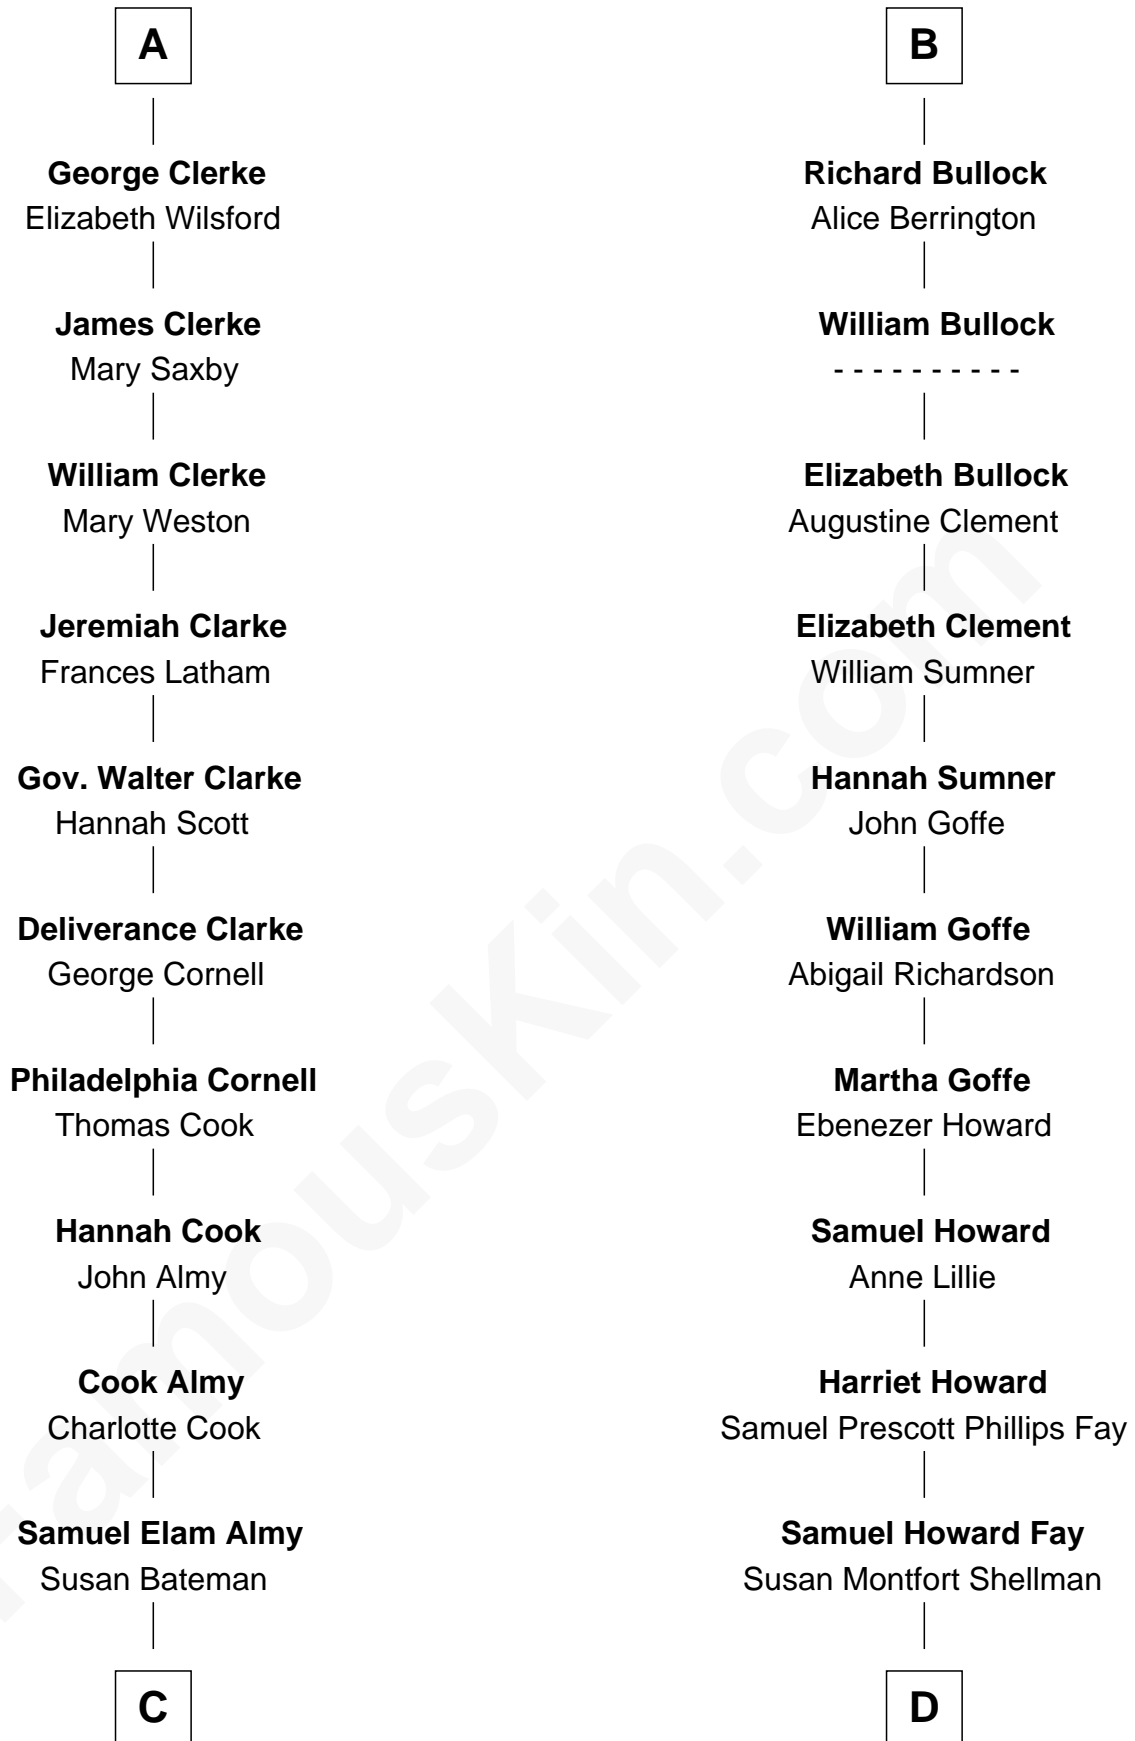 A
George Clerke
Elizabeth Wilsford
James Clerke
Mary Saxby
William Clerke
Mary Weston
Jeremiah Clarke
Frances Latham
Gov. Walter Clarke
Hannah Scott
Deliverance Clarke
George Cornell
Philadelphia Cornell
Thomas Cook
Hannah Cook
John Almy
Cook Almy
Charlotte Cook
Samuel Elam Almy
Susan Bateman
C
B
Richard Bullock
Alice Berrington
William Bullock
- - - - - - - - - -
Elizabeth Bullock
Augustine Clement
Elizabeth Clement
William Sumner
Hannah Sumner
John Goffe
William Goffe
Abigail Richardson
Martha Goffe
Ebenezer Howard
Samuel Howard
Anne Lillie
Harriet Howard
Samuel Prescott Phillips Fay
Samuel Howard Fay
Susan Montfort Shellman
D
FamousKin.com